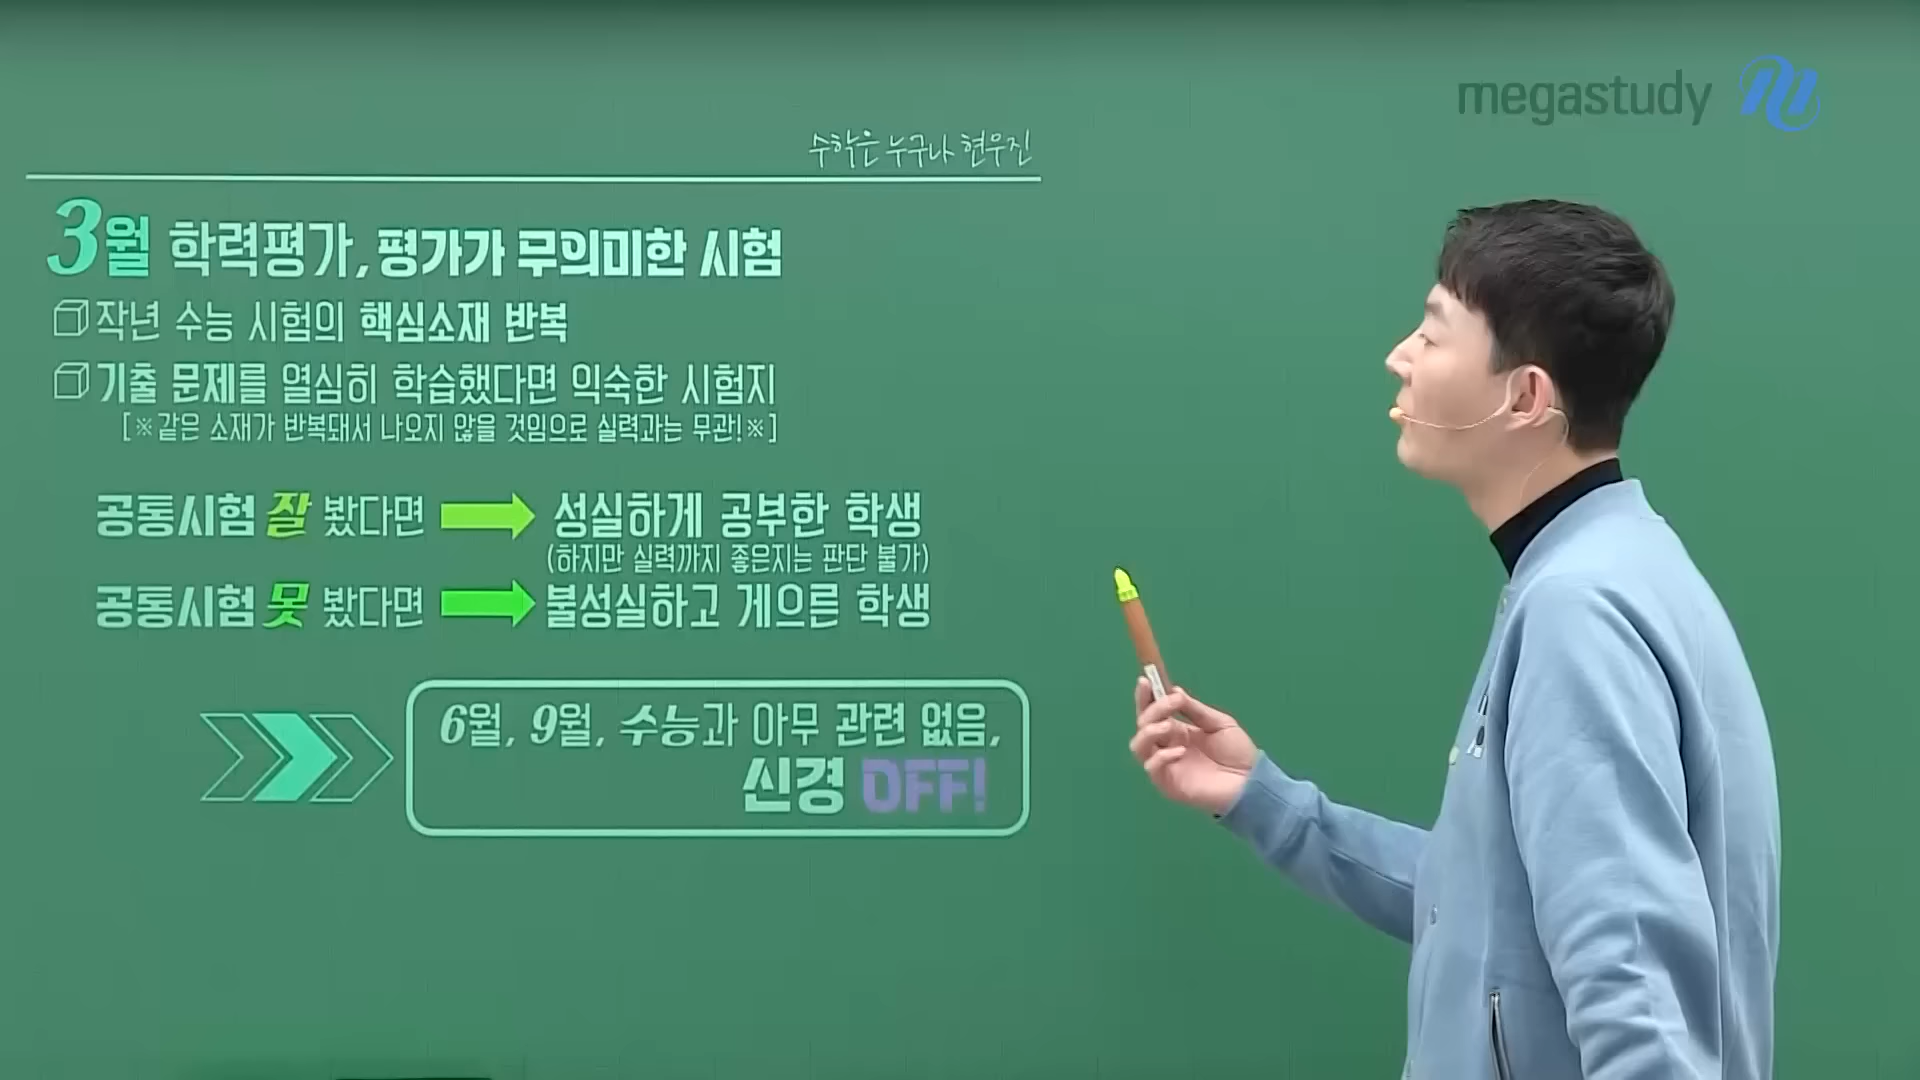 megastudy
수학은 누구나 현우진
3월 학력평가, 평가가 무의미한 시험
작년 수능 시험의 핵심소재 반복
기출 문제를 열심히 학습했다면 익숙한 시험지
[※같은 소재가 반복돼서 나오지 않을 것임으로 실력과는 무관!※]
공통시험 잘 봤다면 성실하게 공부한 학생
(하지만 실력까지 좋은지는 판단 불가)
공통시험 못 봤다면 불성실하고 게으른 학생
6월, 9월, 수능과 아무 관련 없음,
신경 OFF!